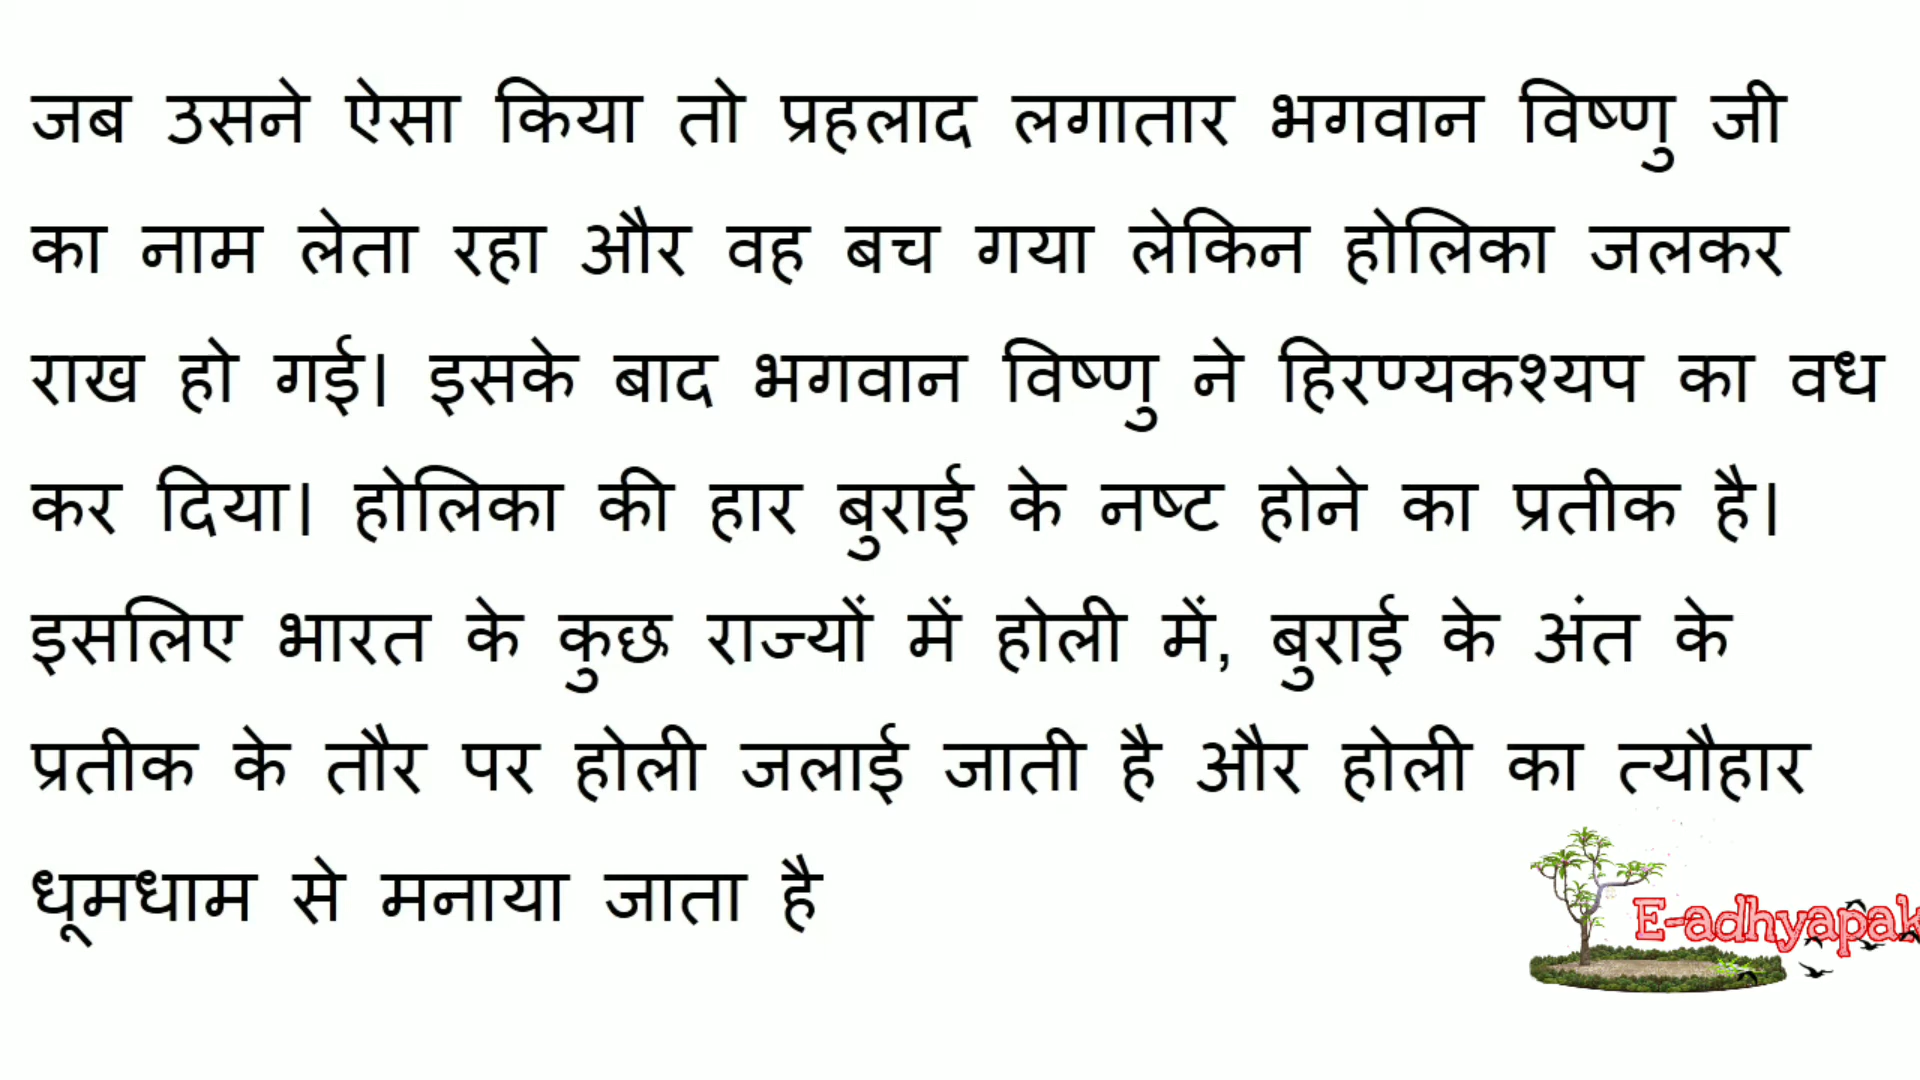 जब उसने ऐसा किया तो प्रहलाद लगातार भगवान विष्णु जी
का नाम लेता रहा और वह बच गया लेकिन होलिका जलकर
राख हो गई। इसके बाद भगवान विष्णु ने हिरण्यकश्यप का वध
कर दिया। होलिका की हार बुराई के नष्ट होने का प्रतीक है।
इसलिए भारत के कुछ राज्यों में होली में, बुराई के अंत के
प्रतीक के तौर पर होली जलाई जाती है और होली का त्यौहार
धूमधाम से मनाया जाता है
E-adhyapak